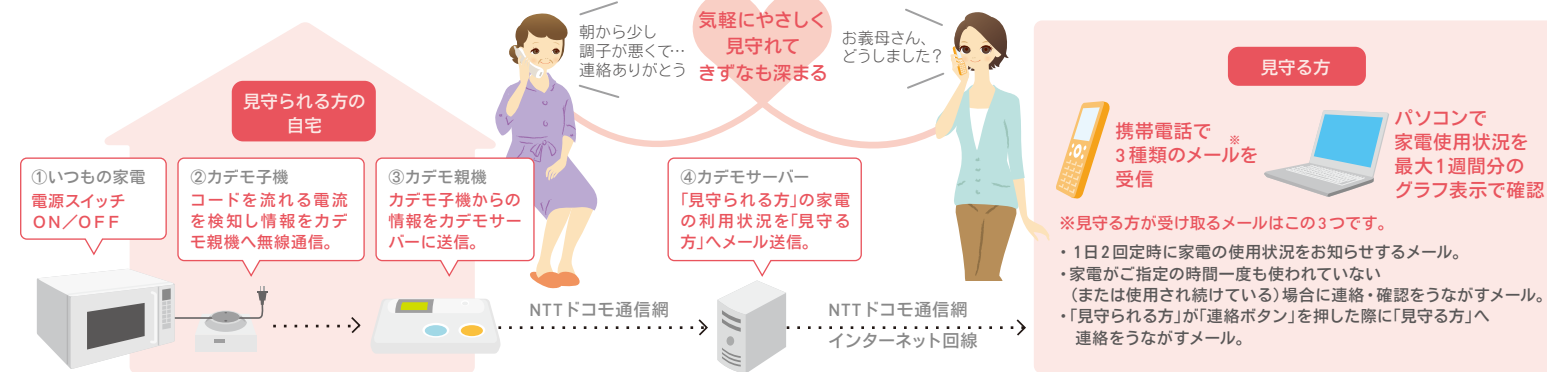 朝から少し
調子が悪くて…
連絡ありがとう
気軽にやさしく
見守れて
きずなも深まる
お義母さん、
どうしました？
見守られる方の
自宅
①いつもの家電
電源スイッチ
ON／OFF
②カデモ子機
コードを流れる電流
を検知し情報をカデ
モ親機へ無線通信。
③カデモ親機
カデモ子機からの
情報をカデモサー
バーに送信。
④カデモサーバー
「見守られる方」の家電
の利用状況を「見守る
方」へメール送信。
NTTドコモ通信網
NTTドコモ通信網
インターネット回線
見守る方
携帯電話で
3種類のメールを※
受信
パソコンで
家電使用状況を
最大1週間分の
グラフ表示で確認
※見守る方が受け取るメールはこの3つです。
・1日2回定時に家電の使用状況をお知らせするメール。
・家電がご指定の時間一度も使われていない
（または使用され続けている）場合に連絡・確認をうながすメール。
・「見守られる方」が「連絡ボタン」を押した際に「見守る方」へ
連絡をうながすメール。